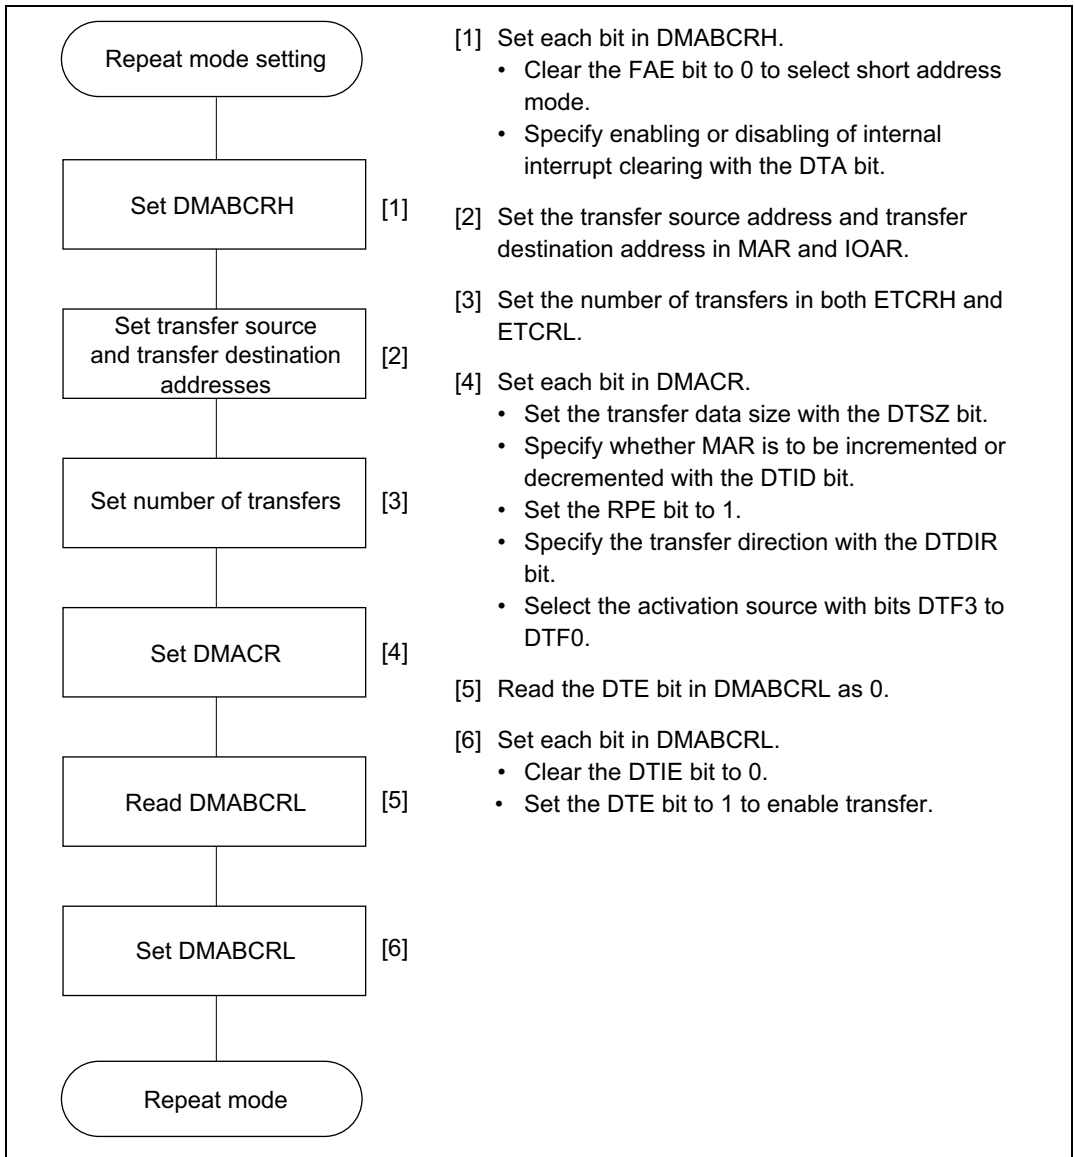 Repeat mode setting
Set DMABCRH
[1]
Set transfer source
and transfer destination
addresses
[2]
Set number of transfers
[3]
Set DMACR
[4]
Read DMABCRL
[5]
Set DMABCRL
[6]
Repeat mode
[1] Set each bit in DMABCRH.
• Clear the FAE bit to 0 to select short address
mode.
• Specify enabling or disabling of internal
interrupt clearing with the DTA bit.
[2] Set the transfer source address and transfer
destination address in MAR and IOAR.
[3] Set the number of transfers in both ETCRH and
ETCRL.
[4] Set each bit in DMACR.
• Set the transfer data size with the DTSZ bit.
• Specify whether MAR is to be incremented or
decremented with the DTID bit.
• Set the RPE bit to 1.
• Specify the transfer direction with the DTDIR
bit.
• Select the activation source with bits DTF3 to
DTF0.
[5] Read the DTE bit in DMABCRL as 0.
[6] Set each bit in DMABCRL.
• Clear the DTIE bit to 0.
• Set the DTE bit to 1 to enable transfer.